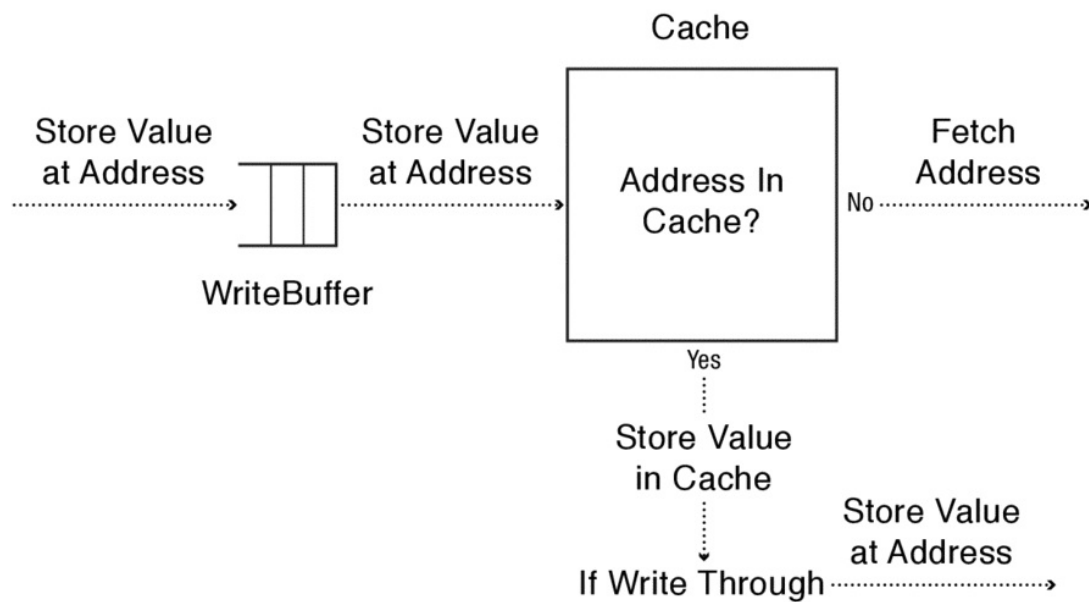 Cache
Store Value
at Address
Store Value
at Address
WriteBuffer
Address In
Cache?
No
Fetch
Address
Yes
Store Value
in Cache
If Write Through
Store Value
at Address